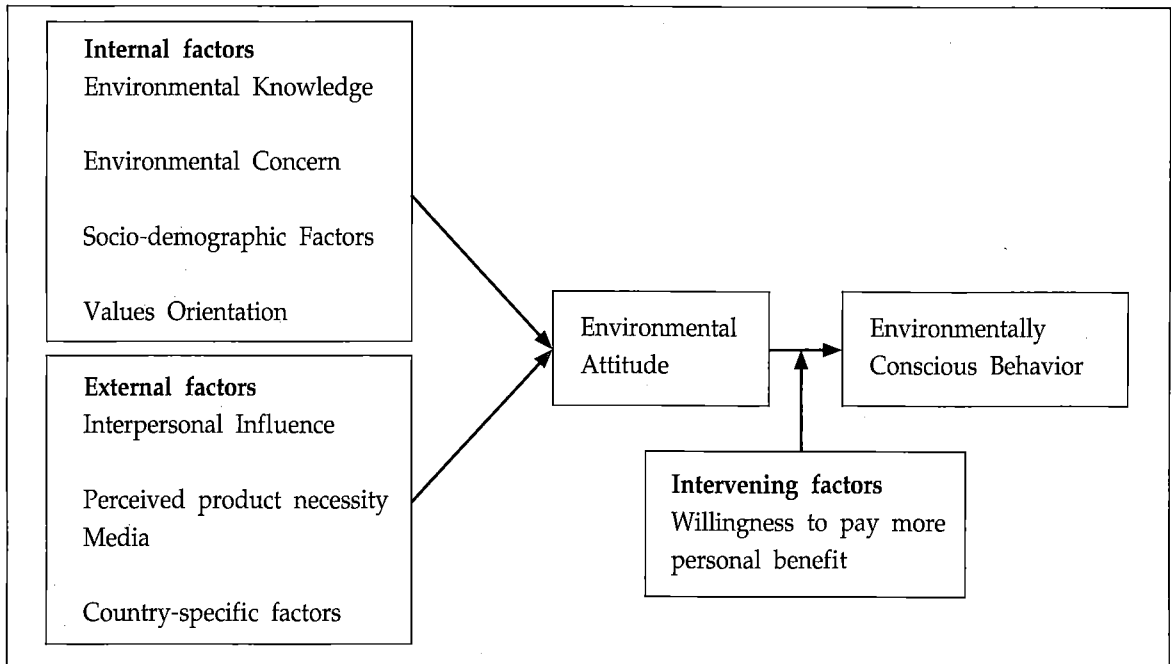 Internal factors
Environmental Knowledge
Environmental Concern
Socio-demographic Factors
Values Orientation
External factors
Interpersonal Influence
Perceived product necessity
Media
Country-specific factors
Environmental
Attitude
Environmentally
Conscious Behavior
Intervening factors
Willingness to pay more
personal benefit